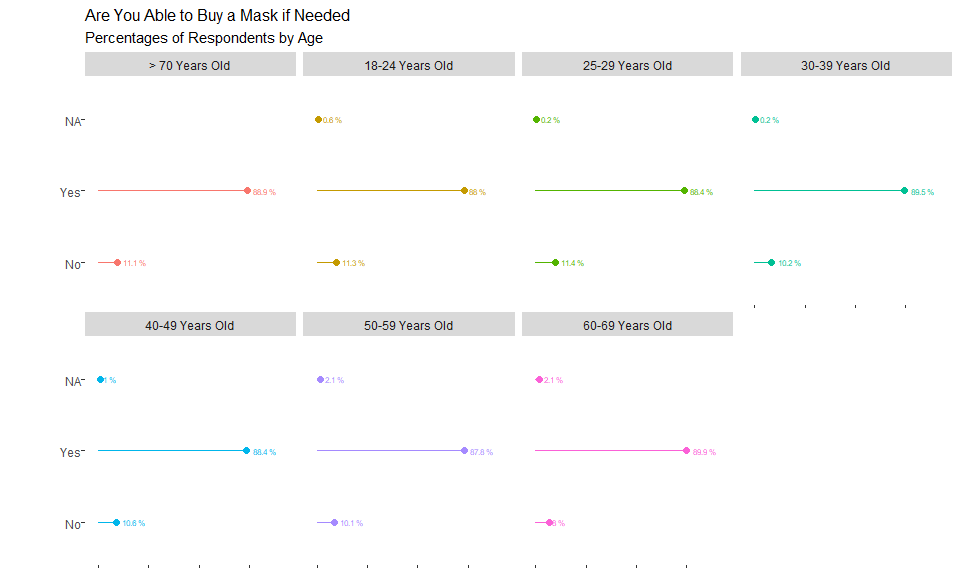 Are You Able to Buy a Mask if Needed
Percentages of Respondents by Age
> 70 Years Old
18-24 Years Old
25-29 Years Old
30-39 Years Old
NA
0.6 %
0.2 %
0.2 %
Yes
88.9 %
88 %
88.4 %
89.5 %
No
11.1 %
11.3 %
11.4 %
10.2 %
40-49 Years Old
50-59 Years Old
60-69 Years Old
NA
1 %
2.1 %
2.1 %
Yes
88.4 %
87.8 %
89.9 %
No
10.6 %
10.1 %
8 %